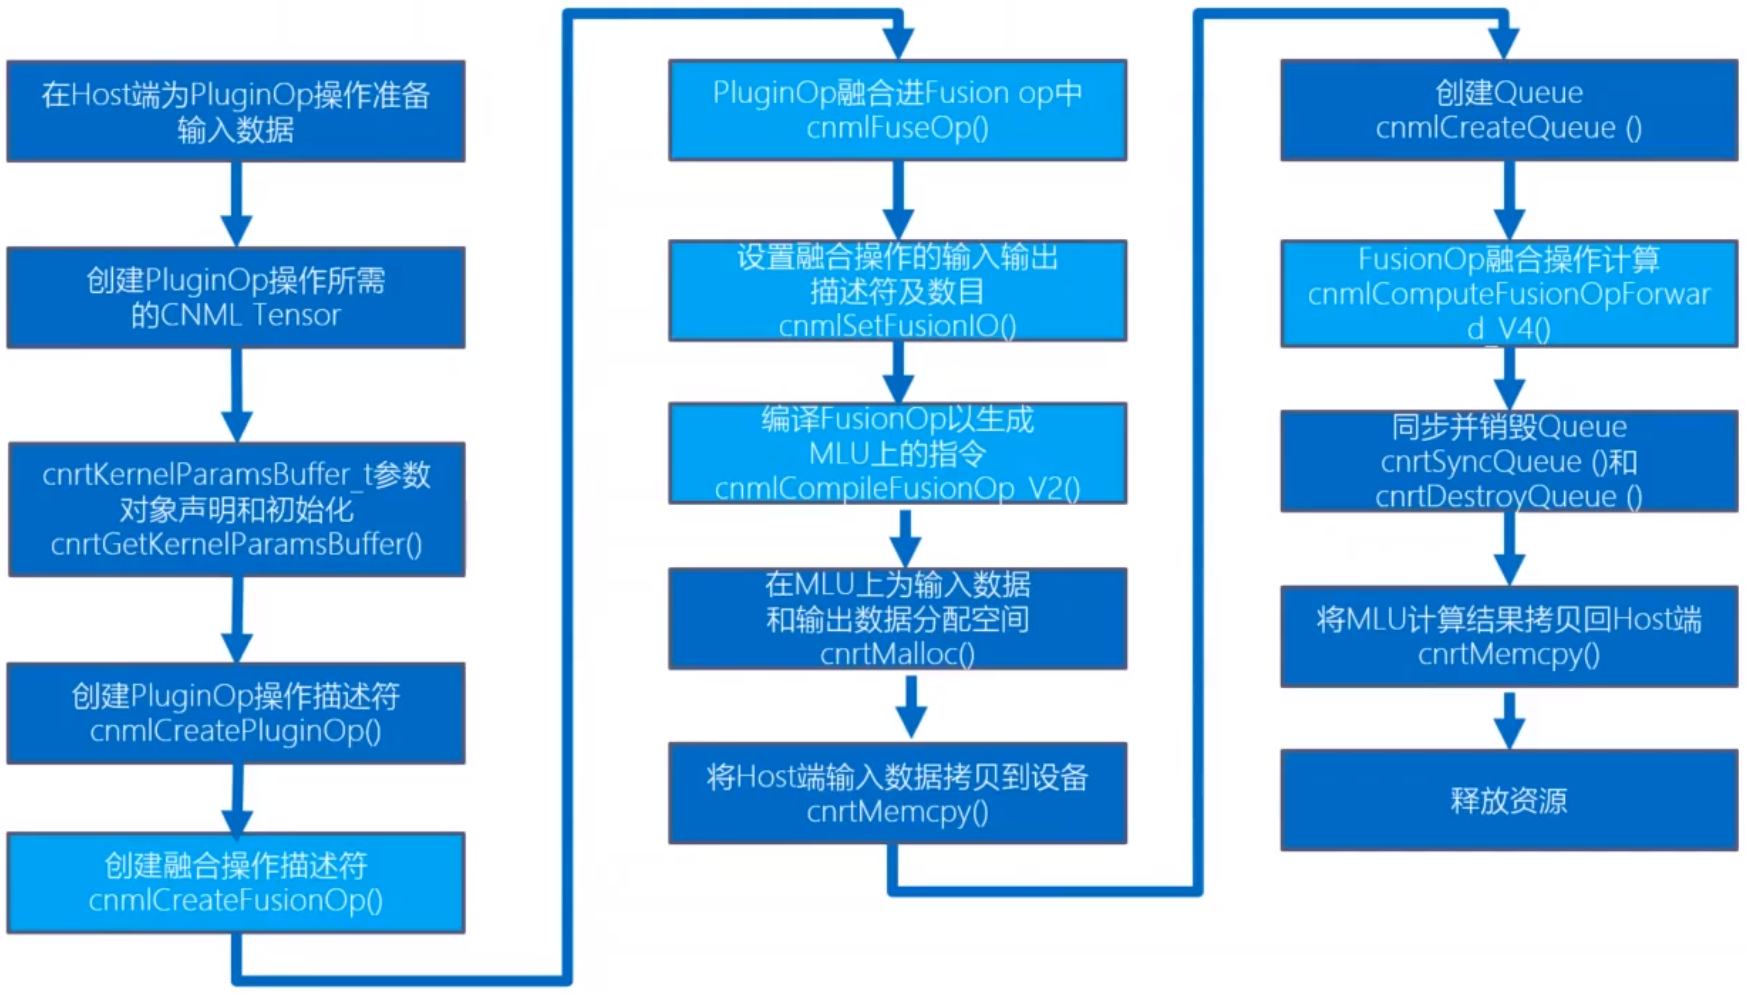 在Host端为PluginOp操作准备
输入数据
创建PluginOp操作所需
的CNML Tensor
cnrtKernelParamsBuffer_t参数
对象声明和初始化
cnrtGetKernelParamsBuffer()
创建PluginOp操作描述符
cnmlCreatePluginOp()
创建融合操作描述符
cnmlCreateFusionOp()
PluginOp融合进Fusion op中
cnmlFuseOp()
设置融合操作的输入输出
描述符及数目
cnmlSetFusionIO()
编译FusionOp以生成
MLU上的指令
cnmlCompileFusionOp_V2()
在MLU上为输入数据
和输出数据分配空间
cnrtMalloc()
将Host端输入数据拷贝到设备
cnrtMemcpy()
创建Queue
cnmlCreateQueue ()
FusionOp融合操作计算
cnmlComputeFusionOpForwar
d_V4()
同步并销毁Queue
cnrtSyncQueue ()和
cnrtDestroyQueue ()
将MLU计算结果拷贝回Host端
cnrtMemcpy()
释放资源